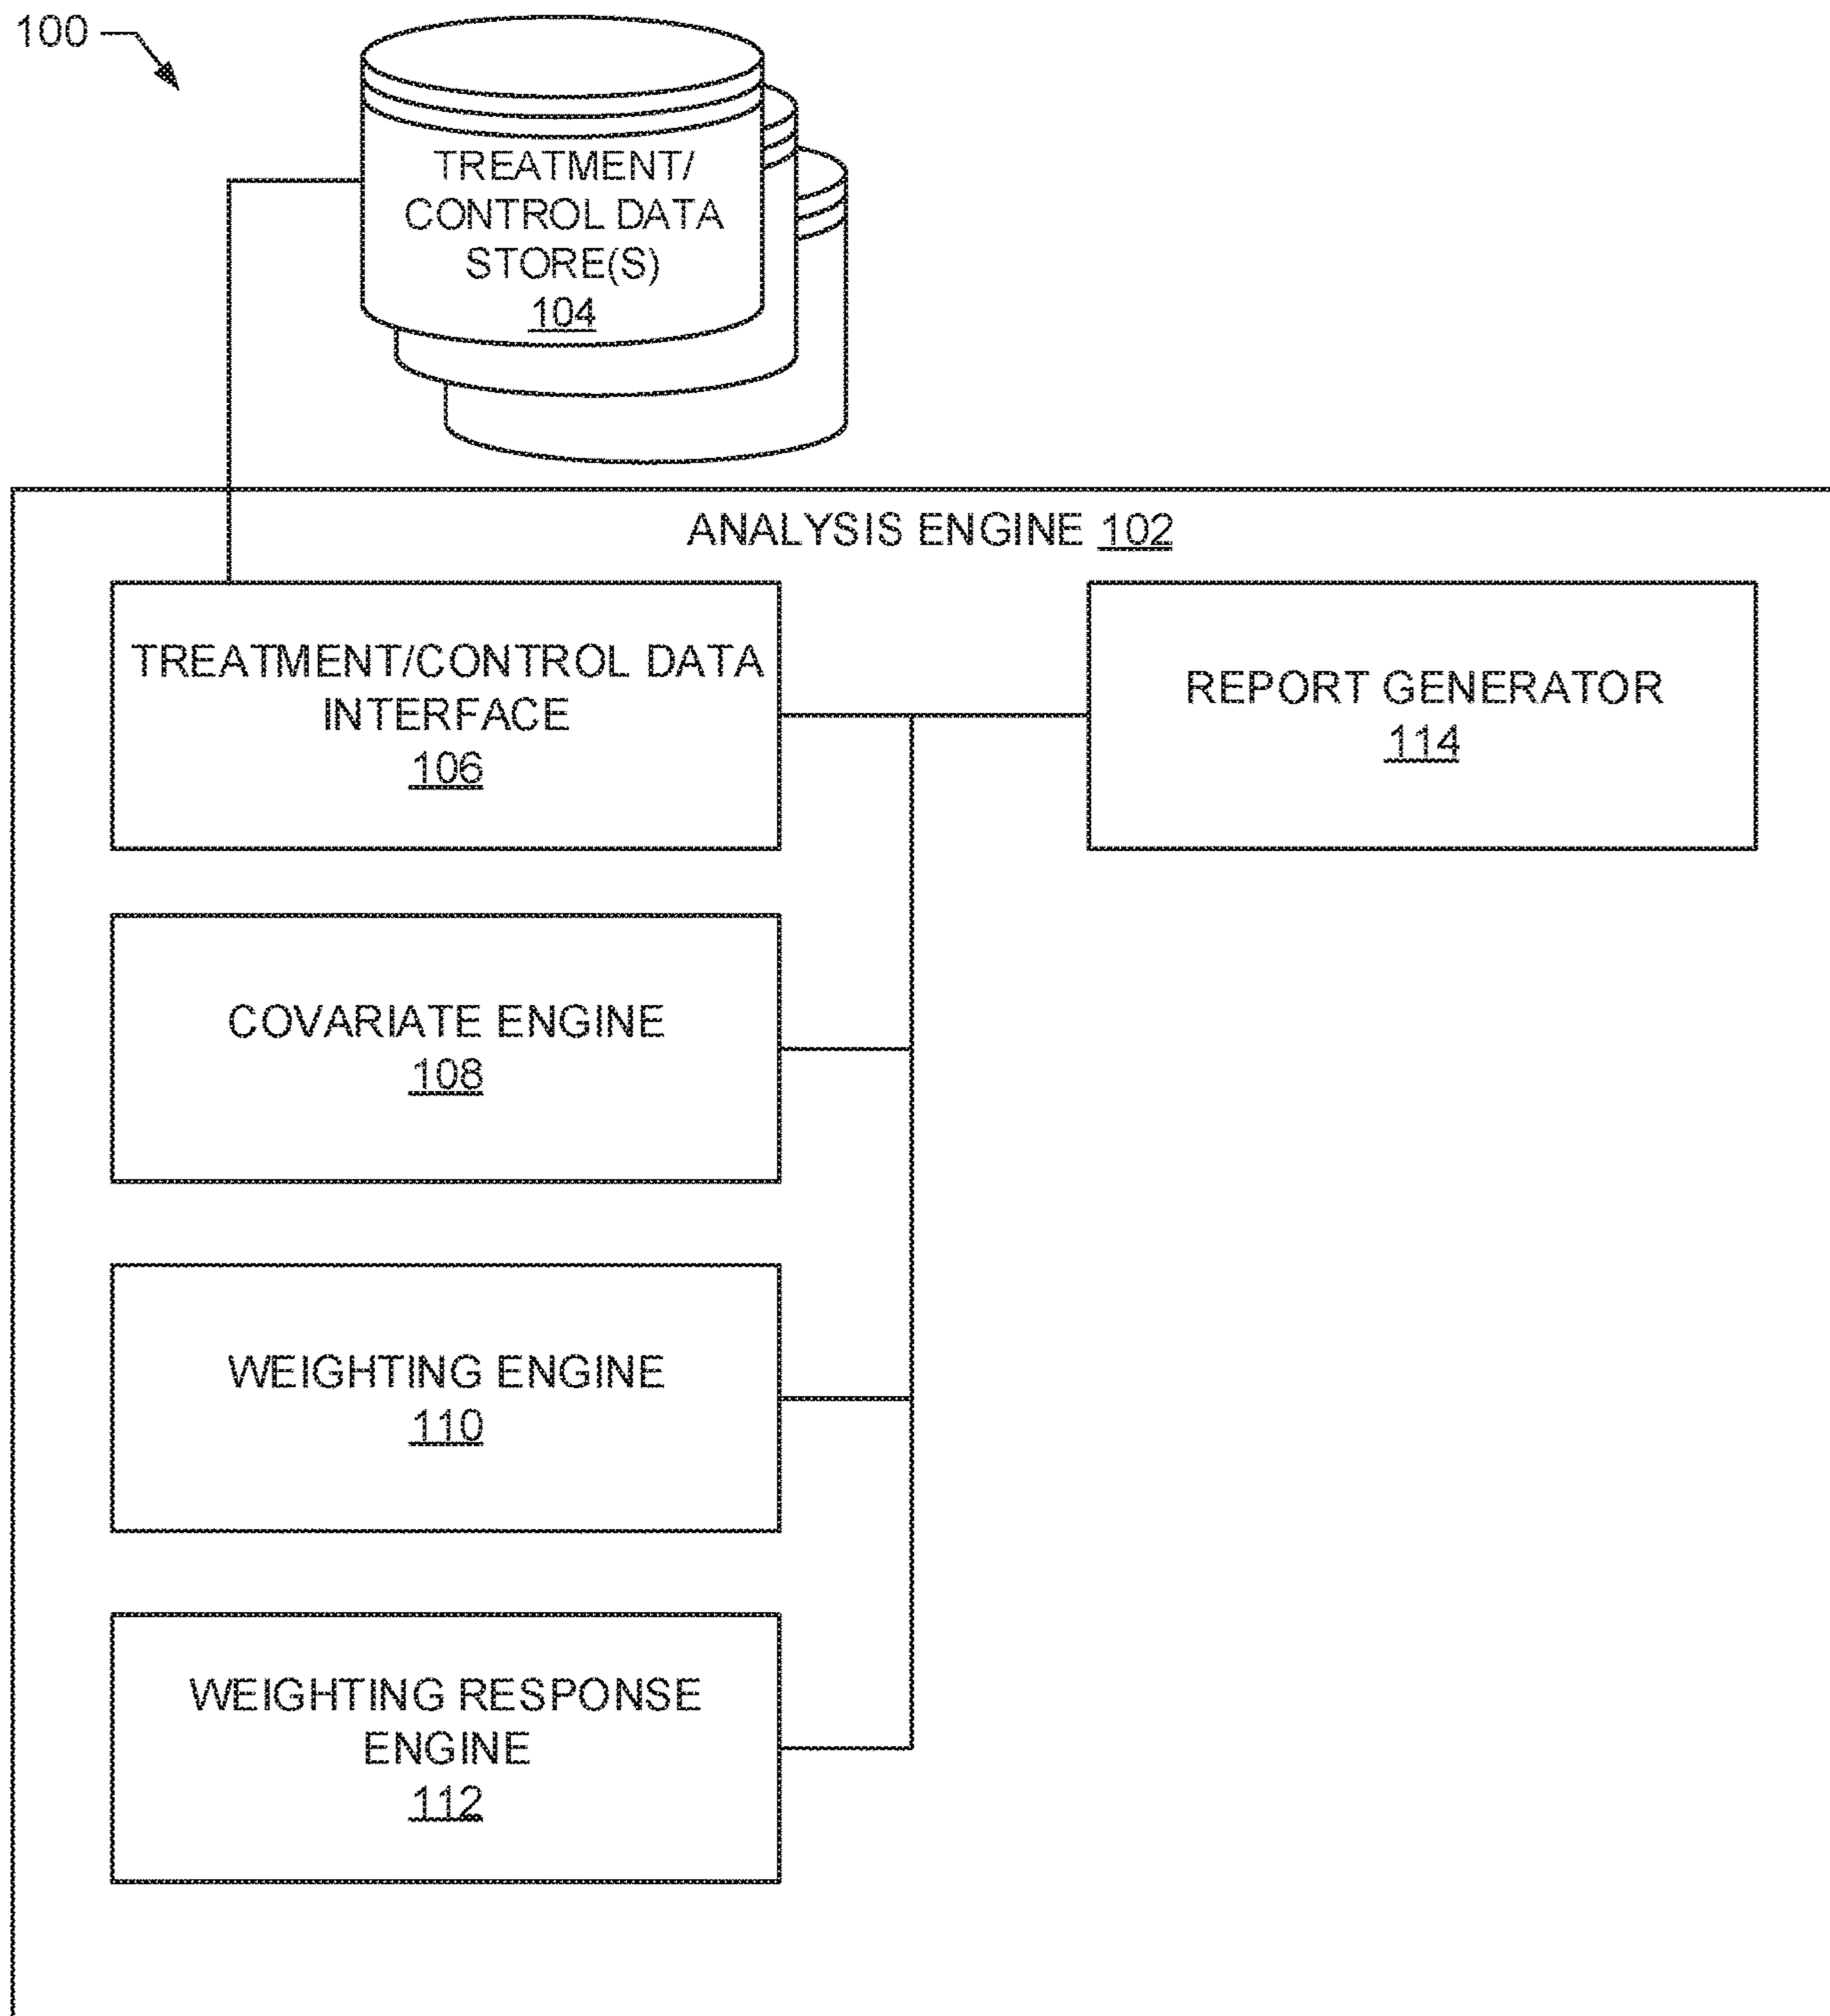 100
TREATMENT/
CONTROL DATA
STORE(S)
104
ANALYSIS ENGINE 102
TREATMENT/CONTROL DATA
INTERFACE
106
REPORT GENERATOR
114
COVARIATE ENGINE
108
WEIGHTING ENGINE
110
WEIGHTING RESPONSE
ENGINE
112